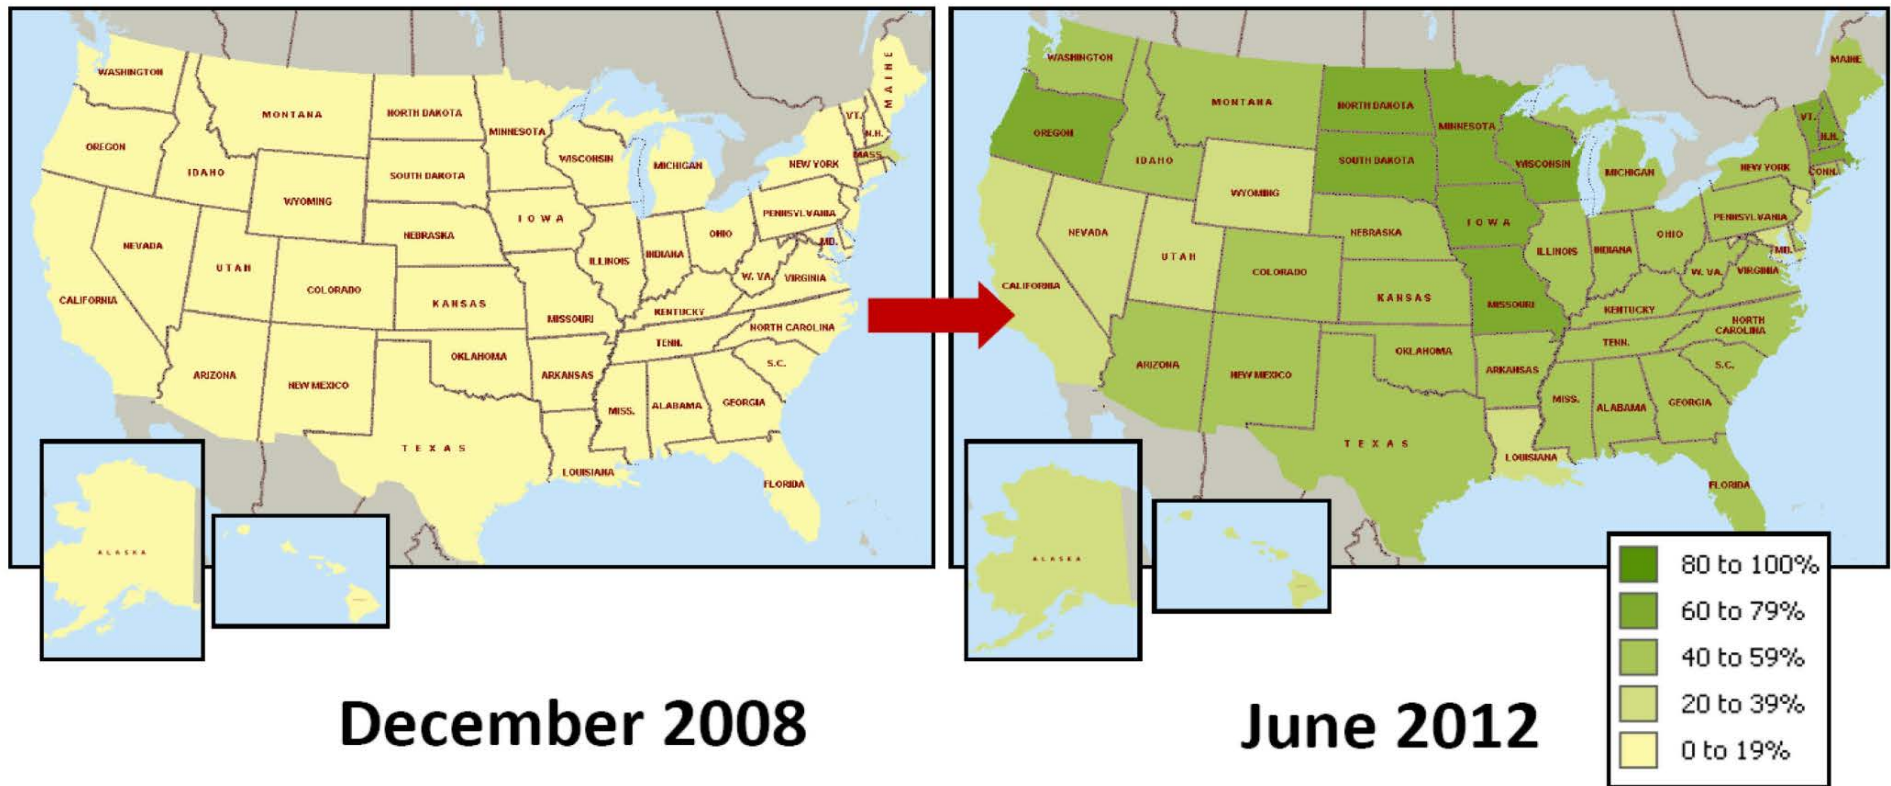 WASHINGTON
MONTANA
NORTH DAKOTA
MINNESOTA
MAINE
VT.
N.H.
MASS.
OREGON
IDAHO
WYOMING
SOUTH DAKOTA
WISCONSIN
MICHIGAN
NEW YORK
NEVADA
UTAH
COLORADO
NEBRASKA
IOWA
ILLINOIS
INDIANA
OHIO
PENNSYLVANIA
MD.
W. VA.
VIRGINIA
CALIFORNIA
KANSAS
MISSOURI
KENTUCKY
NORTH CAROLINA
TENN.
S.C.
ARIZONA
NEW MEXICO
OKLAHOMA
ARKANSAS
MISS.
ALABAMA
GEORGIA
TEXAS
LOUISIANA
FLORIDA
ALASKA
December 2008
WASHINGTON
MONTANA
NORTH DAKOTA
MINNESOTA
MAINE
VT.
N.H.
OREGON
IDAHO
WYOMING
SOUTH DAKOTA
WISCONSIN
MICHIGAN
NEW YORK
CONN.
NEVADA
UTAH
COLORADO
NEBRASKA
IOWA
ILLINOIS
INDIANA
OHIO
PENNSYLVANIA
MD.
W. VA.
VIRGINIA
CALIFORNIA
KANSAS
MISSOURI
KENTUCKY
NORTH
CAROLINA
TENN.
S.C.
ARIZONA
NEW MEXICO
OKLAHOMA
ARKANSAS
MISS.
ALABAMA
GEORGIA
TEXAS
LOUISIANA
FLORIDA
ALASKA
June 2012
80 to 100%
60 to 79%
40 to 59%
20 to 39%
0 to 19%